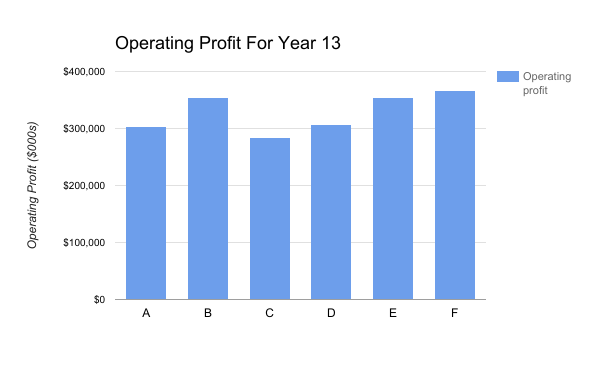 Operating Profit For Year 13
$400,000
$300,000
$200,000
$100,000
$0
Operating Profit ($000s)
A B C D E F
Operating
profit